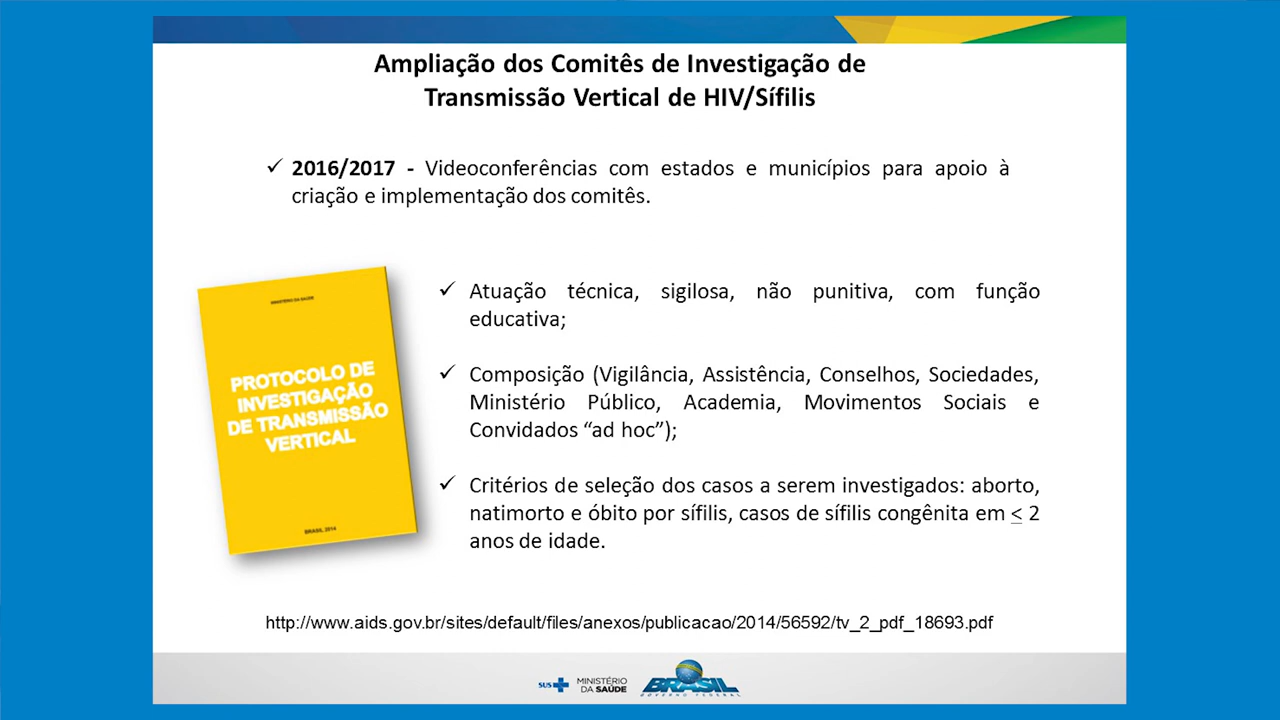 Ampliação dos Comitês de Investigação de
Transmissão Vertical de HIV/Sífilis
✓ 2016/2017 - Videoconferências com estados e municípios para apoio à
criação e implementação dos comitês.
MINISTÉRIO DA SAÚDE
PROTOCOLO DE
INVESTIGAÇÃO
DE TRANSMISSÃO
VERTICAL
BRASIL, 2014
✓ Atuação técnica, sigilosa, não punitiva, com função
educativa;
✓ Composição (Vigilância, Assistência, Conselhos, Sociedades,
Ministério Público, Academia, Movimentos Sociais e
Convidados “ad hoc”);
✓ Critérios de seleção dos casos a serem investigados: aborto,
natimorto e óbito por sífilis, casos de sífilis congênita em ≤ 2
anos de idade.
http://www.aids.gov.br/sites/default/files/anexos/publicacao/2014/56592/tv_2_pdf_18693.pdf
SUS
MINISTÉRIO
DA SAÚDE
BRASIL
GOVERNO FEDERAL